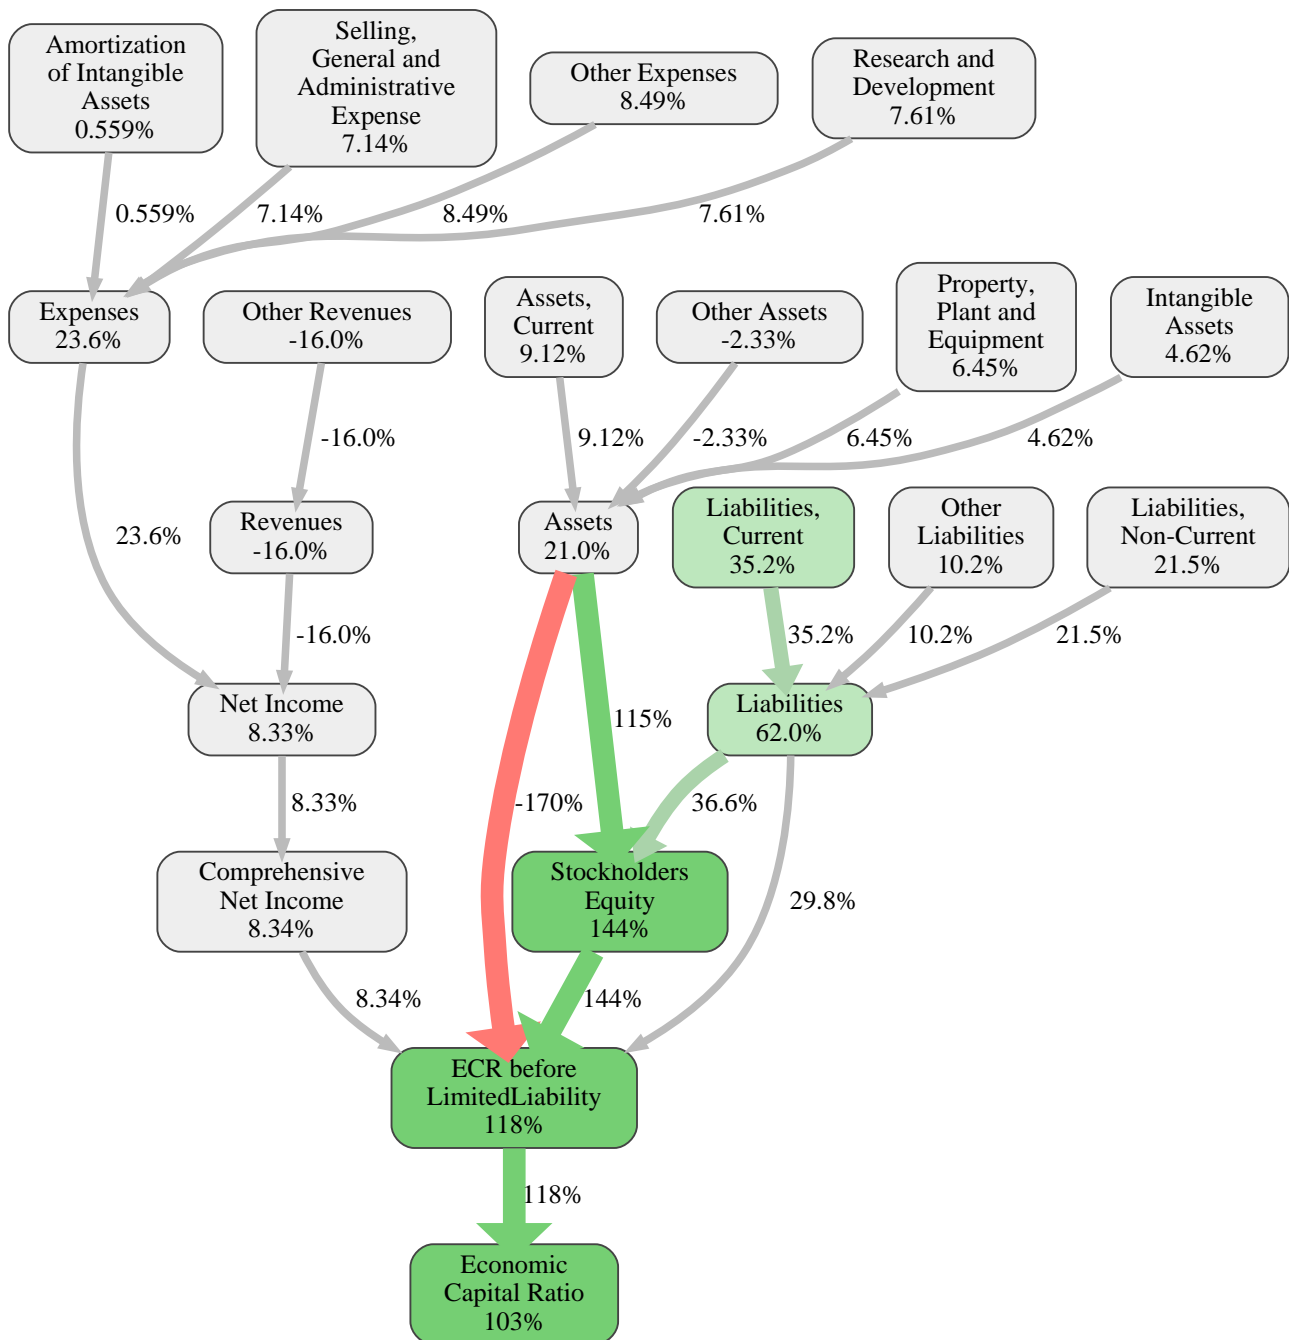 Amortization
of Intangible
Assets
0.559%
Selling,
General and
Administrative
Expense
7.14%
Other Expenses
8.49%
Research and
Development
7.61%
0.559%
7.14%
8.49%
7.61%
Expenses
23.6%
Other Revenues
-16.0%
Assets,
Current
9.12%
Other Assets
-2.33%
Property,
Plant and
Equipment
6.45%
Intangible
Assets
4.62%
-16.0%
9.12%
-2.33%
6.45%
4.62%
23.6%
Revenues
-16.0%
Assets
21.0%
Liabilities,
Current
35.2%
Other
Liabilities
10.2%
Liabilities,
Non-Current
21.5%
-16.0%
35.2%
10.2%
21.5%
Net Income
8.33%
Liabilities
62.0%
115%
8.33%
-170%
36.6%
Comprehensive
Net Income
8.34%
Stockholders
Equity
144%
29.8%
8.34%
144%
ECR before
LimitedLiability
118%
118%
Economic
Capital Ratio
103%